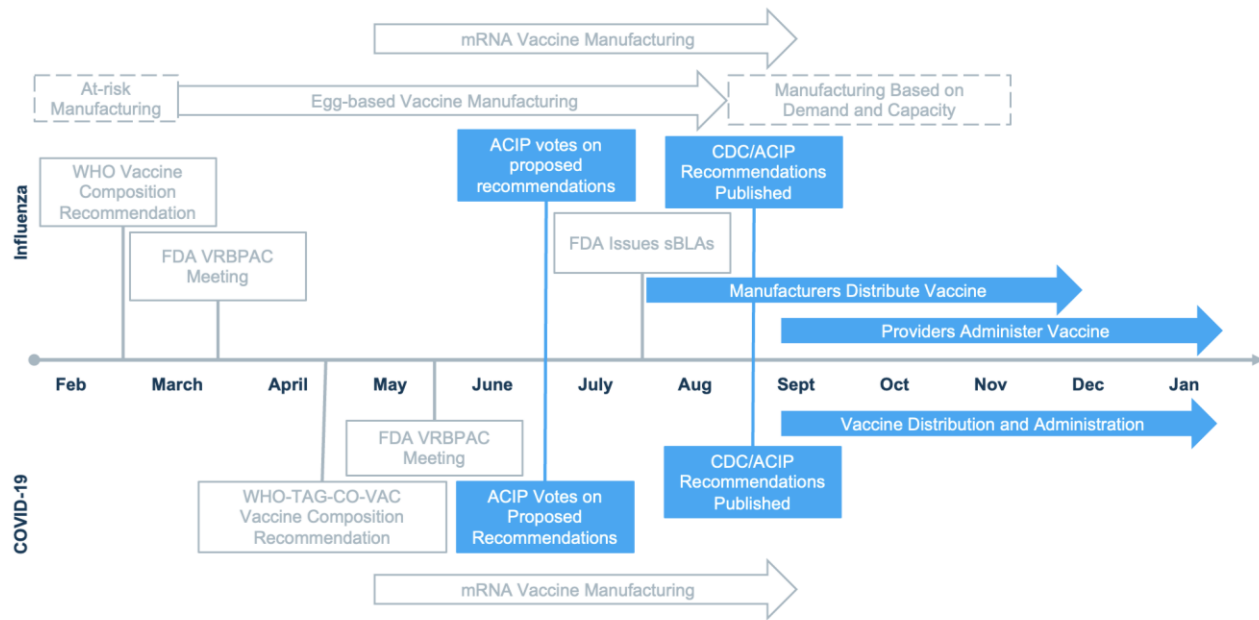 mRNA Vaccine Manufacturing
At-risk
Manufacturing
Egg-based Vaccine Manufacturing
Manufacturing Based on
Demand and Capacity
Influenza
WHO Vaccine
Composition
Recommendation
FDA VRBPAC
Meeting
ACIP votes on
proposed
recommendations
FDA Issues sBLAs
CDC/ACIP
Recommendations
Published
Manufacturers Distribute Vaccine
Providers Administer Vaccine
Feb March April May June July Aug Sept Oct Nov Dec Jan
COVID-19
WHO-TAG-CO-VAC
Vaccine Composition
Recommendation
FDA VRBPAC
Meeting
ACIP Votes on
Proposed
Recommendations
CDC/ACIP
Recommendations
Published
Vaccine Distribution and Administration
mRNA Vaccine Manufacturing